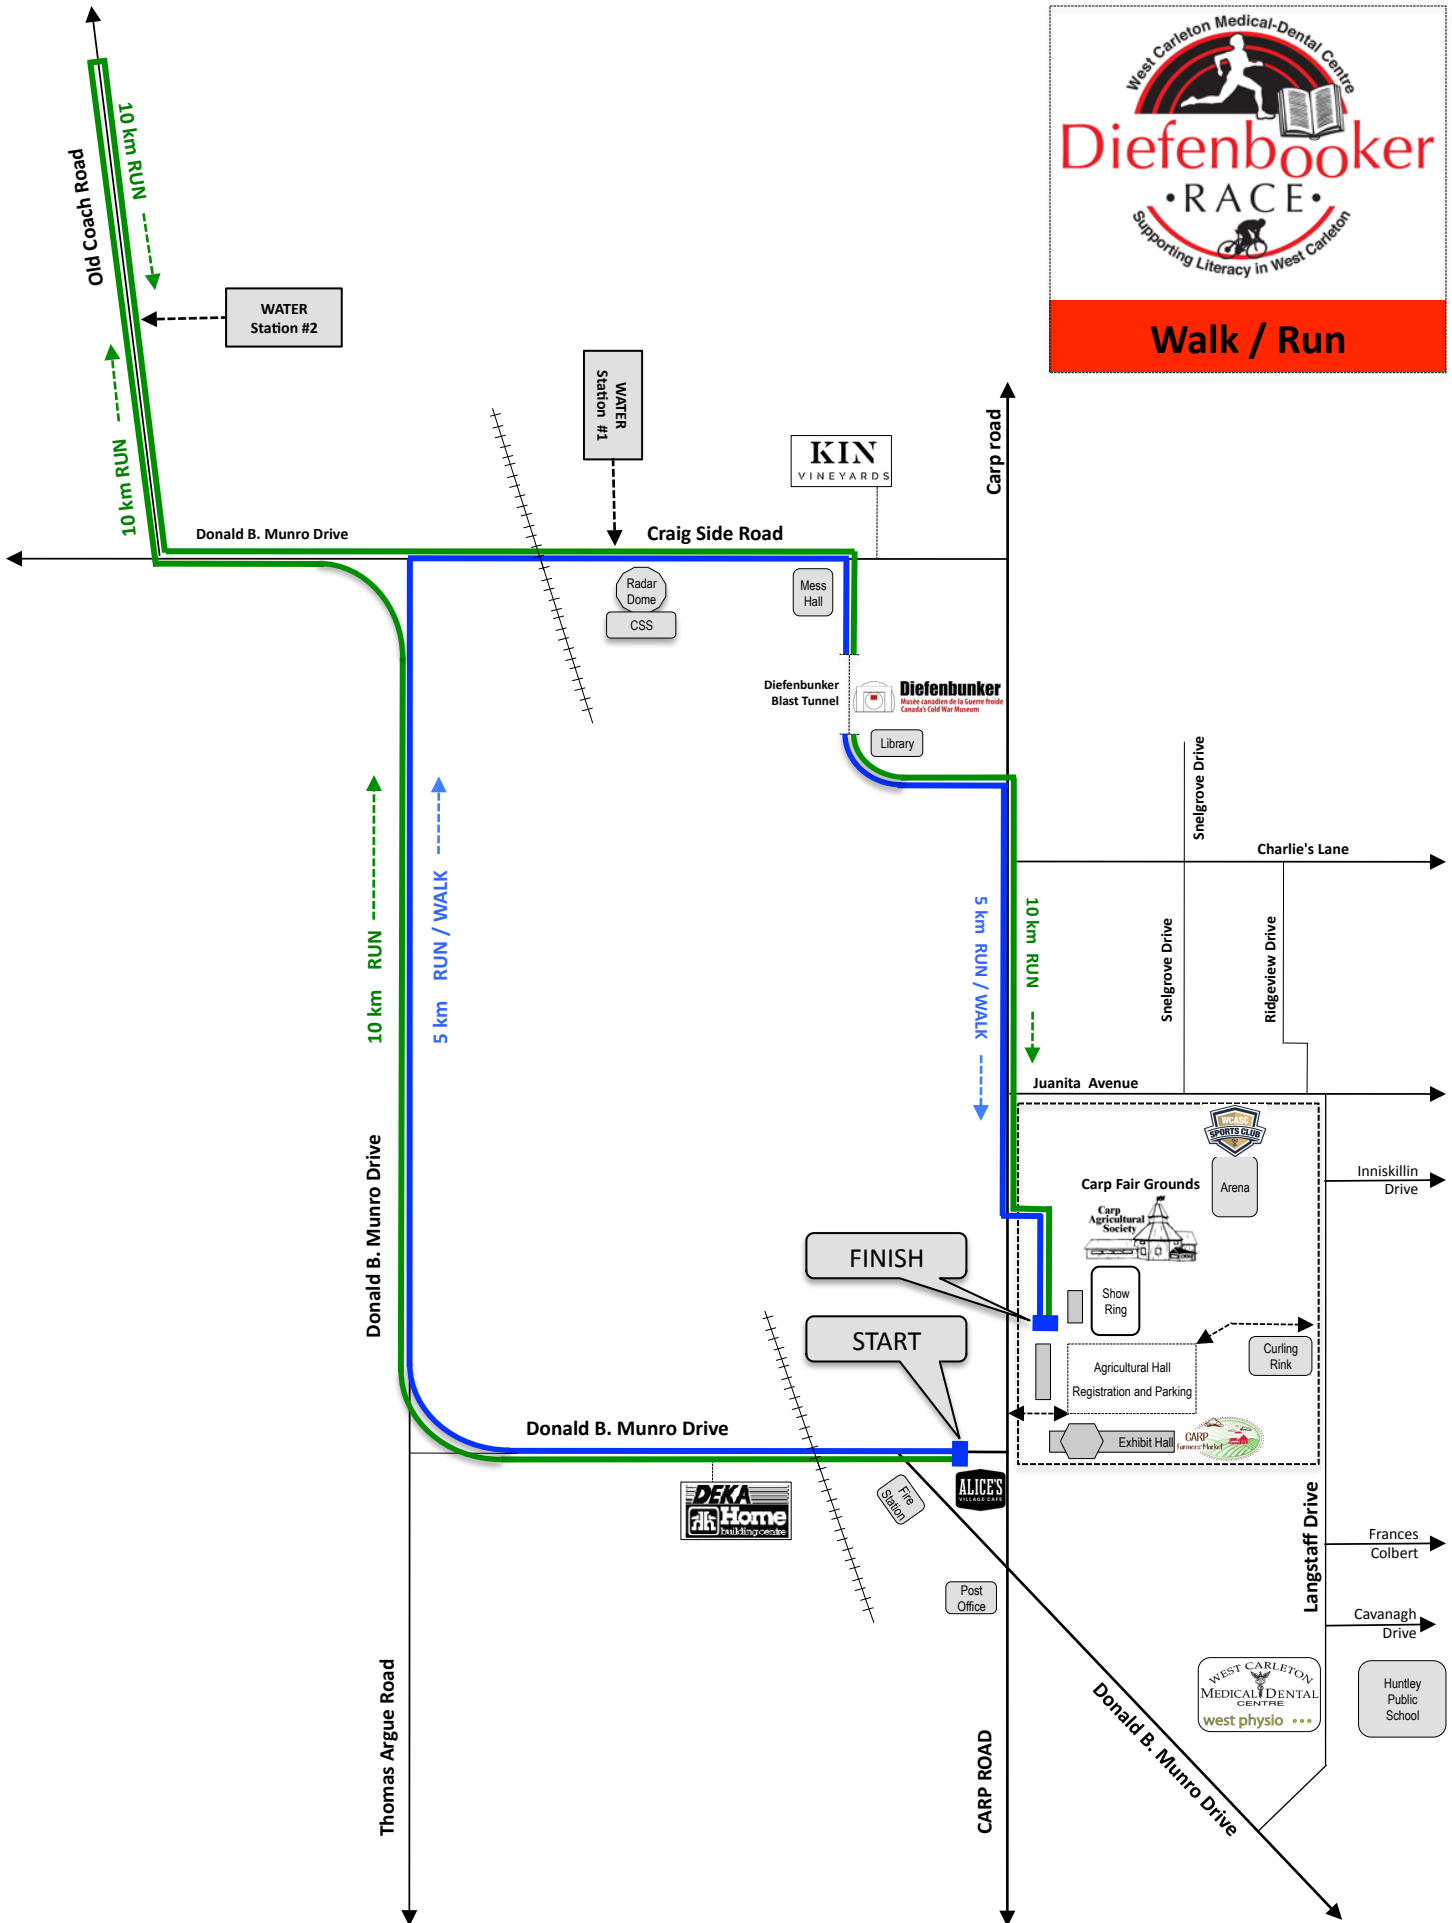 West Carleton Medical-Dental Centre
Diefenbooker
•RACE•
Supporting Literacy in West Carleton
Walk / Run
10 km RUN
Old Coach Road
WATER
Station #2
10 km RUN
WATER
Station #1
KIN
VINEYARDS
Carp road
Donald B. Munro Drive
Craig Side Road
Radar
Dome
CSS
Mess
Hall
Diefenbunker
Blast Tunnel
Diefenbunker
Musée canadien de la Guerre froide
Canada's Cold War Museum
Library
Snelgrove Drive
Charlie's Lane
10 km RUN
5 km RUN / WALK
5 km RUN / WALK
10 km RUN
Snelgrove Drive
Ridgeview Drive
Juanita Avenue
WCASC
SPORTS CLUB
Arena
Carp Fair Grounds
Carp
Agricultural
Society
Inniskillin
Drive
Donald B. Munro Drive
FINISH
START
Show
Ring
Curling
Rink
Agricultural Hall
Registration and Parking
Donald B. Munro Drive
Exhibit Hall
CARP
Farmers' Market
DEKA
Home
building centre
Fire
Station
ALICE'S
VILLAGE CAFE
Langstaff Drive
Frances
Colbert
Post
Office
Cavanagh
Drive
Thomas Argue Road
CARP ROAD
Donald B. Munro Drive
WEST CARLETON
MEDICAL DENTAL
CENTRE
west physio
Huntley
Public
School